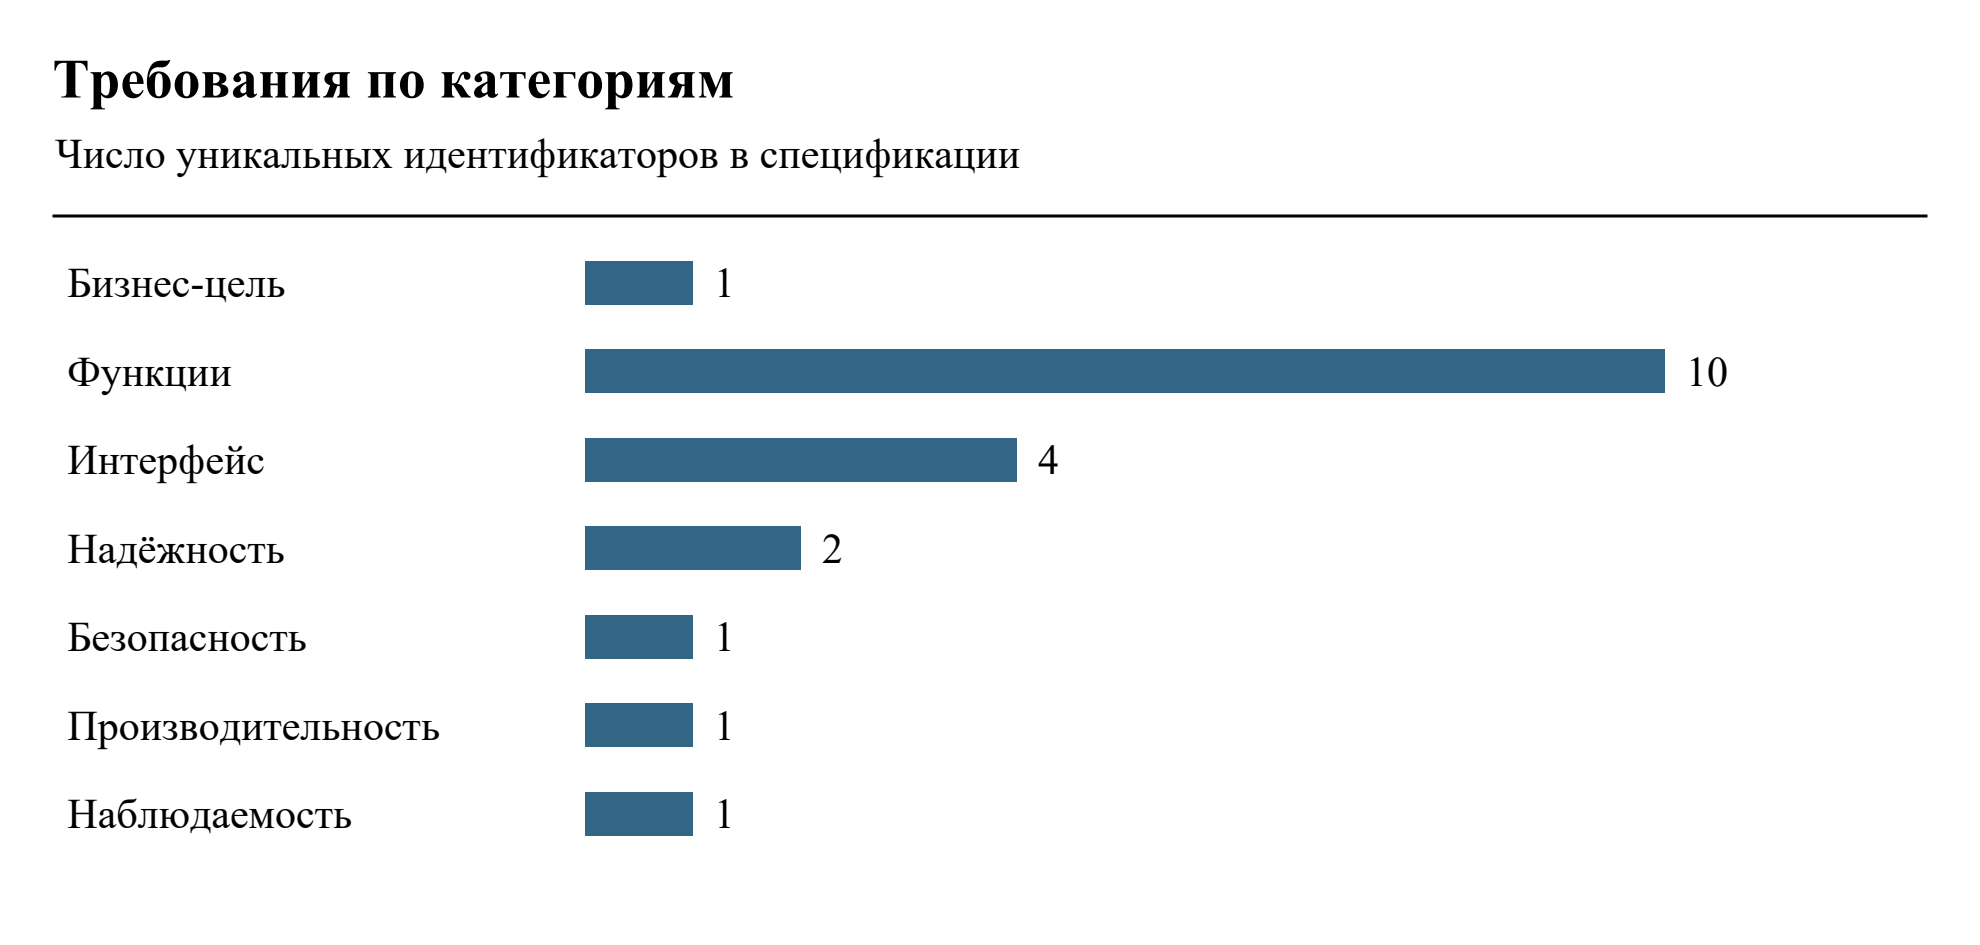 Требования по категориям
Число уникальных идентификаторов в спецификации
Бизнес-цель 1
Функции 10
Интерфейс 4
Надёжность 2
Безопасность 1
Производительность 1
Наблюдаемость 1